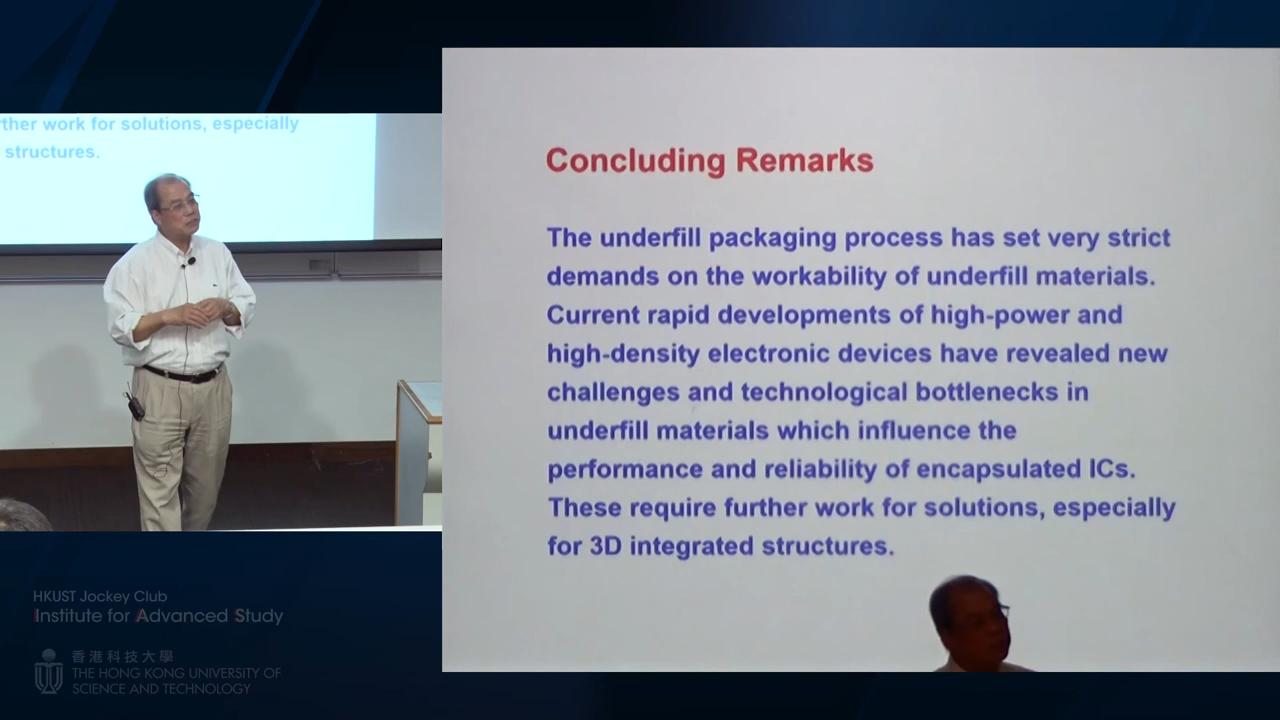 ther work for solutions, especially
structures.
Concluding Remarks
The underfill packaging process has set very strict
demands on the workability of underfill materials.
Current rapid developments of high-power and
high-density electronic devices have revealed new
challenges and technological bottlenecks in
underfill materials which influence the
performance and reliability of encapsulated ICs.
These require further work for solutions, especially
for 3D integrated structures.
HKUST Jockey Club
Institute for Advanced Study
香港科技大學
THE HONG KONG UNIVERSITY OF
SCIENCE AND TECHNOLOGY